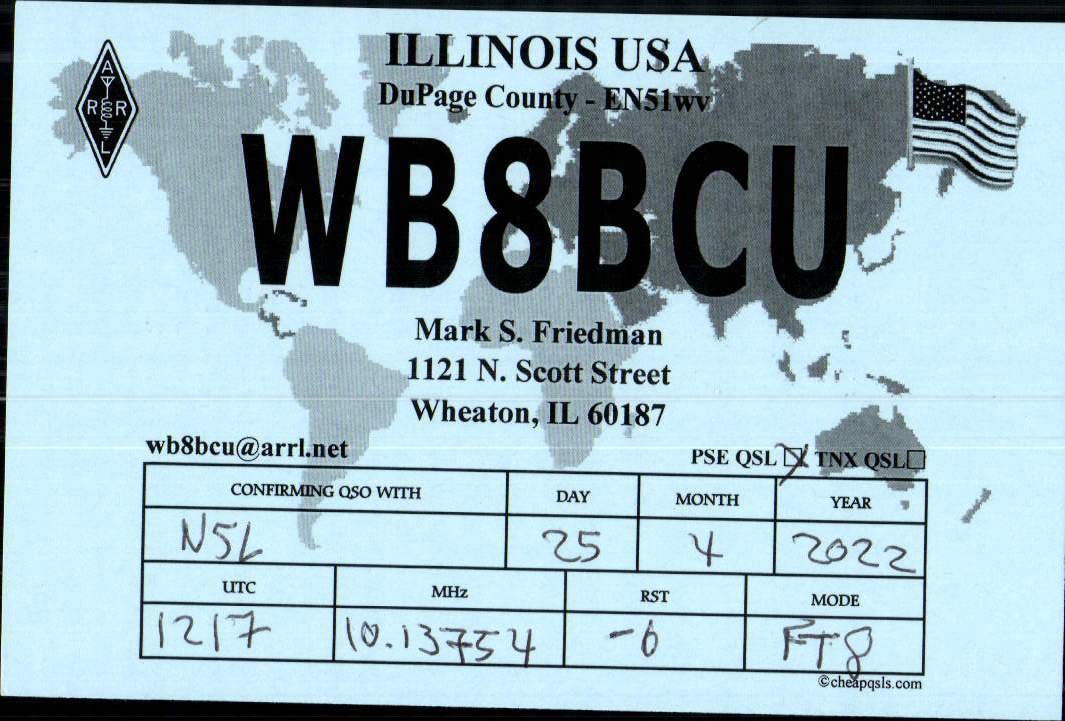 ILLINOIS USA
DuPage County - EN51wv
ARRL
WB8BCU
Mark S. Friedman
1121 N. Scott Street
Wheaton, IL 60187
wb8bcu@arrl.net
PSE QSL TNX QSL
CONFIRMING QSO WITH DAY MONTH YEAR
N5L 25 4 2022
UTC MHz RST MODE
1217 10.13754 -6 FT8
©cheapqsls.com